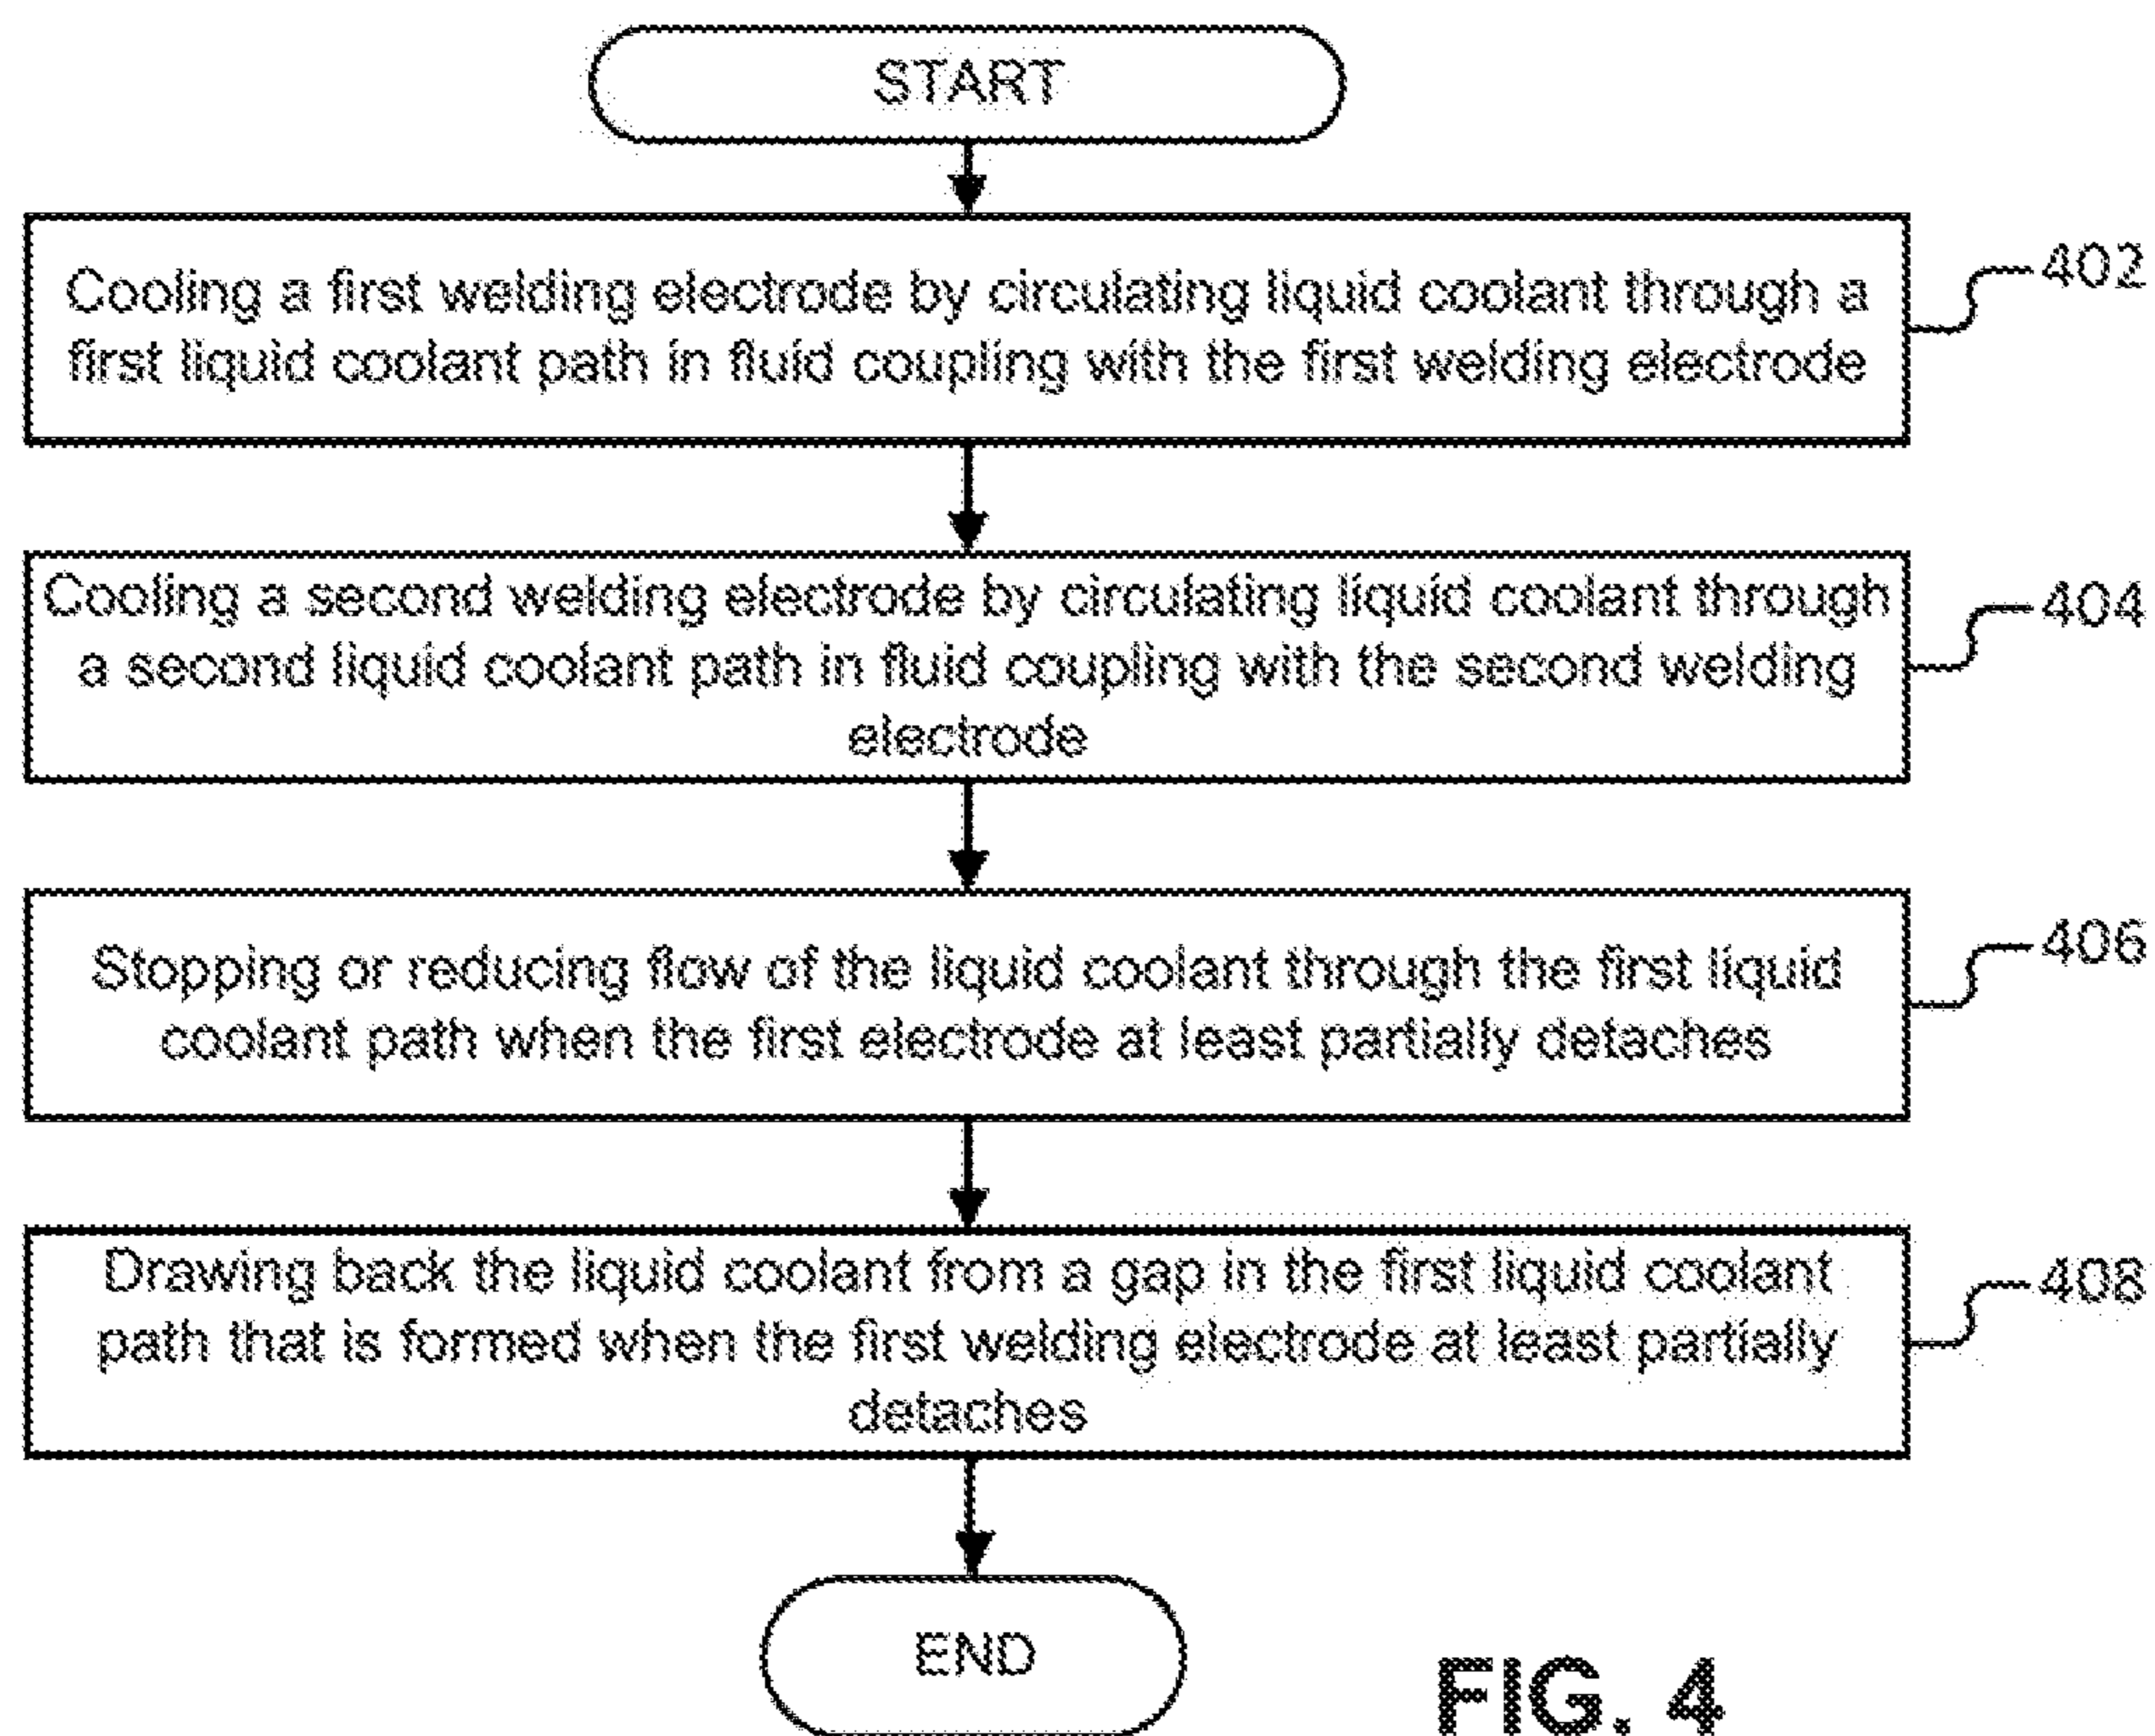 START
Cooling a first welding electrode by circulating liquid coolant through a
first liquid coolant path in fluid coupling with the first welding electrode
402
Cooling a second welding electrode by circulating liquid coolant through
a second liquid coolant path in fluid coupling with the second welding
electrode
404
Stopping or reducing flow of the liquid coolant through the first liquid
coolant path when the first electrode at least partially detaches
406
Drawing back the liquid coolant from a gap in the first liquid coolant
path that is formed when the first welding electrode at least partially
detaches
408
END
FIG. 4